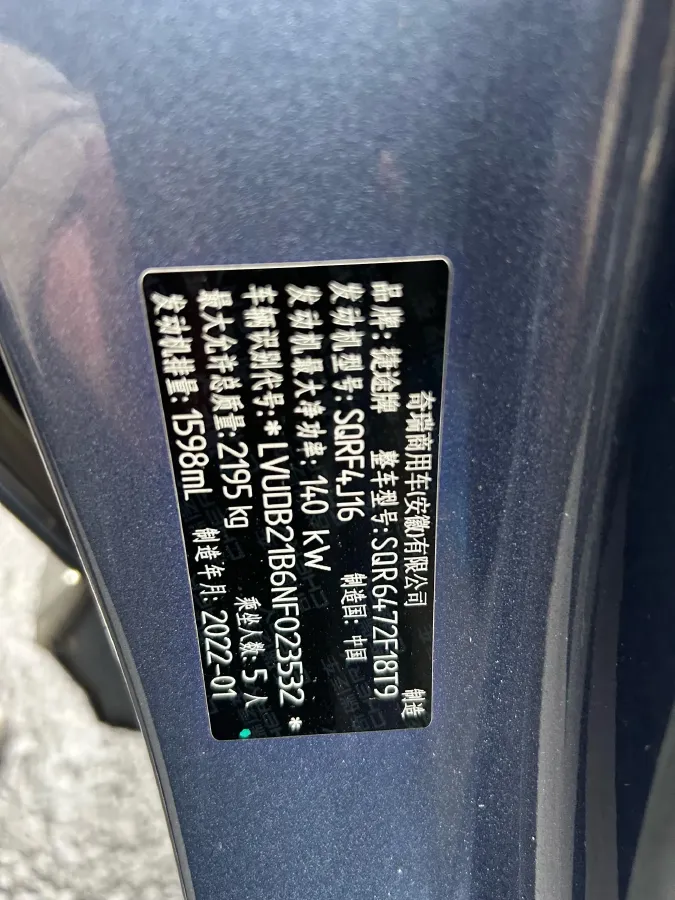 奇瑞商用车(安徽)有限公司 制造
品牌: 捷途牌 整车型号: SQR6472F18T9
发动机型号: SQRF4J16 制造国: 中国
发动机最大净功率: 140 kW
车辆识别代号: *LVUDB21B6NF023532*
最大允许总质量: 2195 kg 乘坐人数: 5 人
发动机排量: 1598mL 制造年月: 2022-01